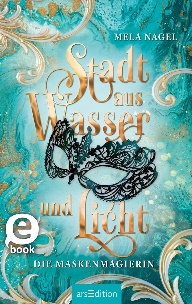 MELA NAGEL
Stadt
aus
Wasser
und Licht
e
book
DIE MASKENMAGIERIN
arsEdition